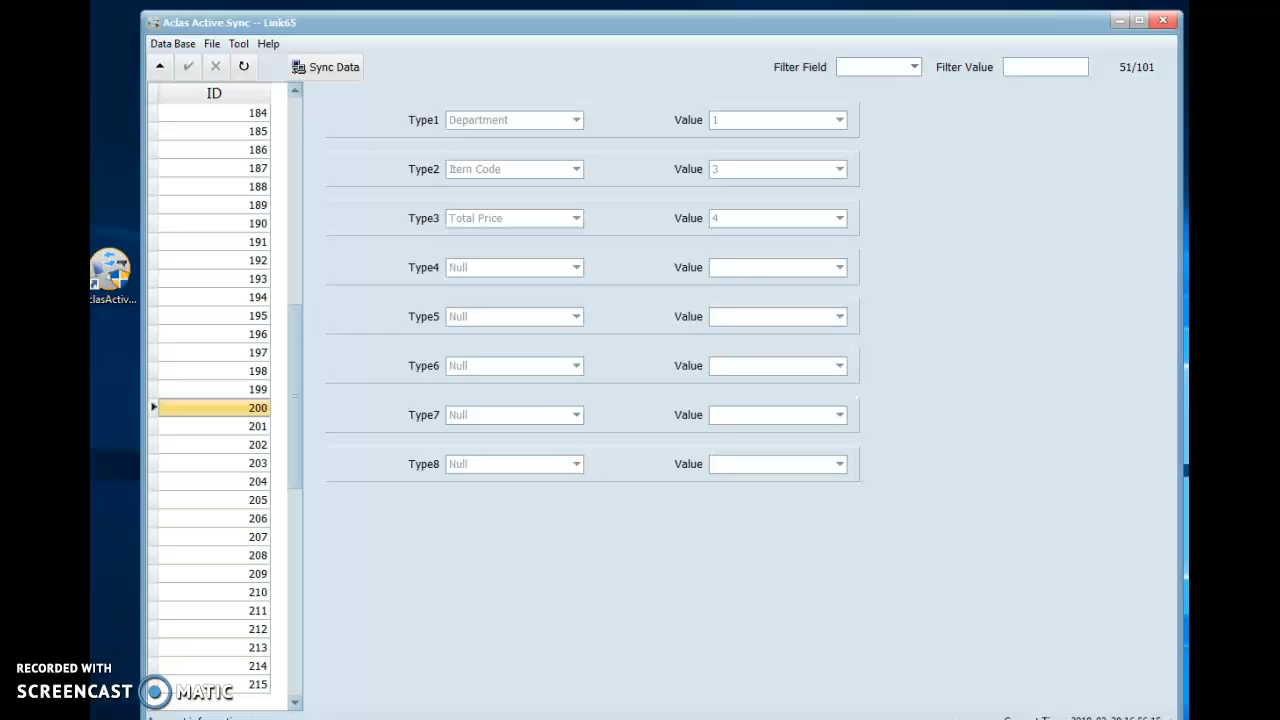 Aclas Active Sync -- Link65
Data Base File Tool Help
Sync Data
Filter Field
Filter Value
51/101
ID
184
185
186
187
188
189
190
191
192
193
194
195
196
197
198
199
200
201
202
203
204
205
206
207
208
209
210
211
212
213
214
215
Type1 Department Value 1
Type2 Item Code Value 3
Type3 Total Price Value 4
Type4 Null Value
Type5 Null Value
Type6 Null Value
Type7 Null Value
Type8 Null Value
clasActiv...
RECORDED WITH
SCREENCAST MATIC